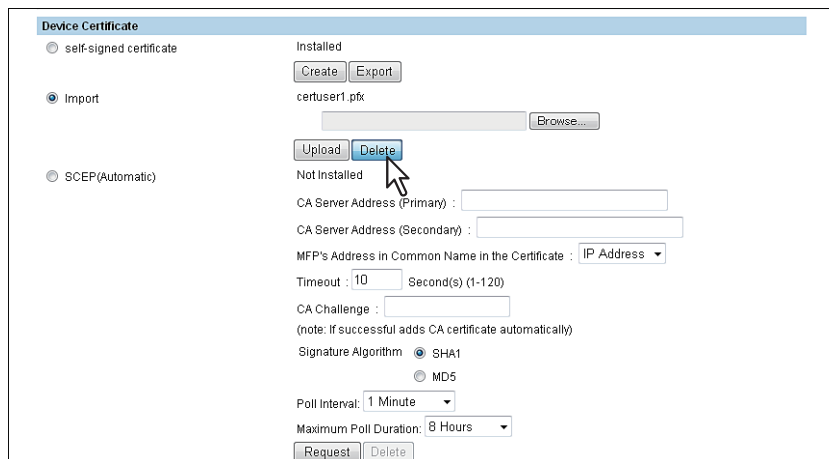 Device Certificate
self-signed certificate Installed
Create Export
Import certuser1.pfx
Browse...
Upload Delete
SCEP(Automatic) Not Installed
CA Server Address (Primary) :
CA Server Address (Secondary) :
MFP's Address in Common Name in the Certificate : IP Address
Timeout : 10 Second(s) (1-120)
CA Challenge :
(note: If successful adds CA certificate automatically)
Signature Algorithm SHA1
MD5
Poll Interval: 1 Minute
Maximum Poll Duration: 8 Hours
Request Delete